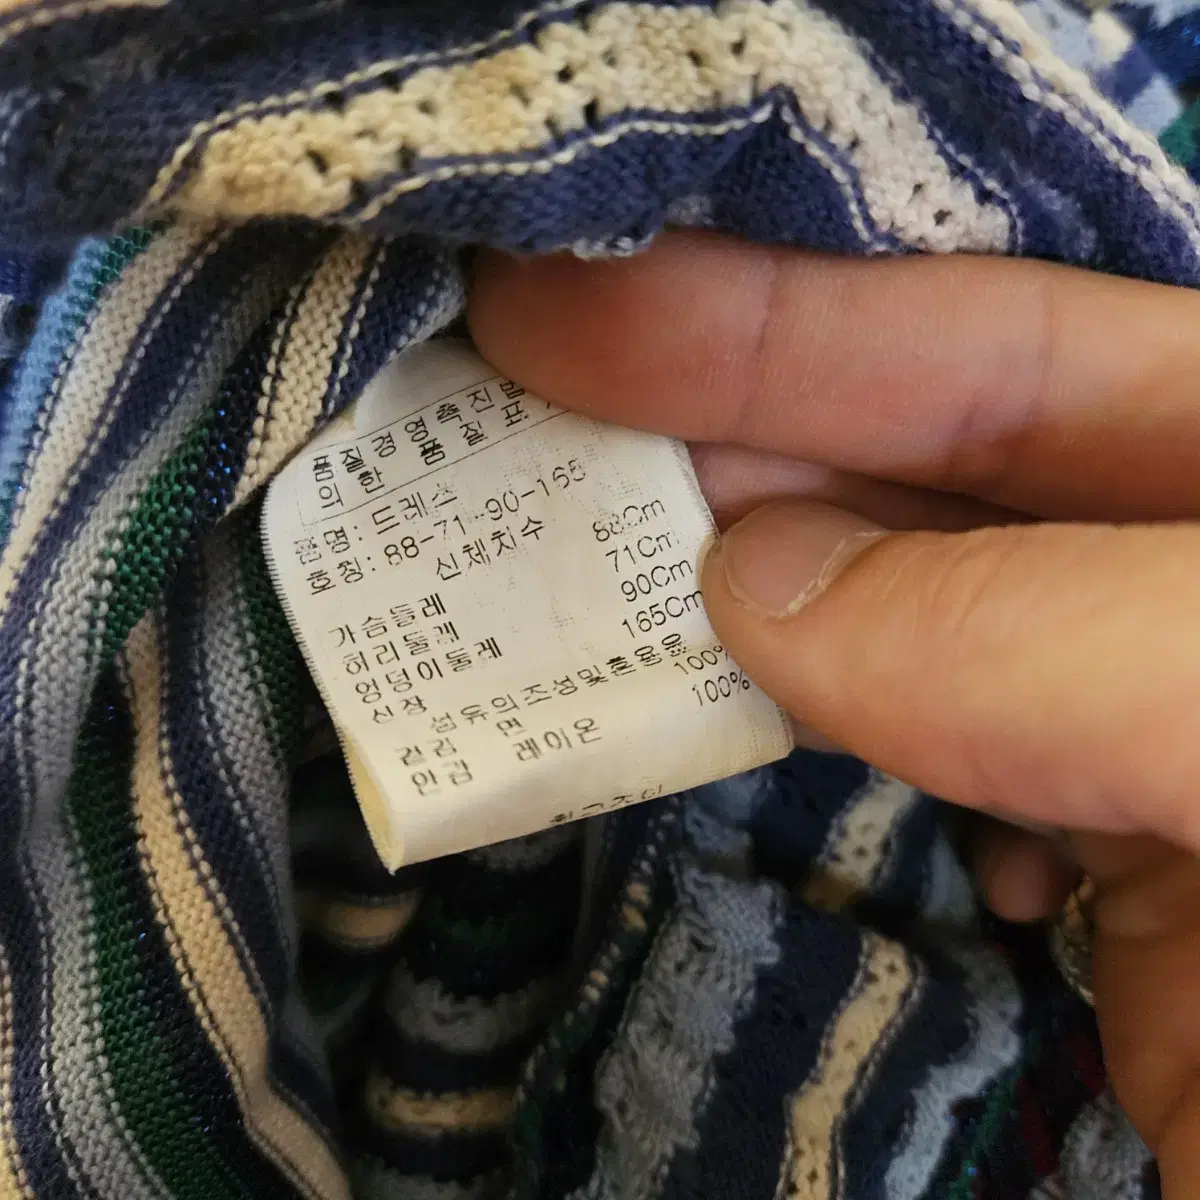 품질경영촉진법
의한 품질표
품명: 드레스
호칭: 88-71-90-165
신체치수
가슴둘레 88Cm
허리둘레 71Cm
엉덩이둘레 90Cm
신장 165Cm
섬유의조성및혼용율
겉감 면 100%
안감 레이온 100%